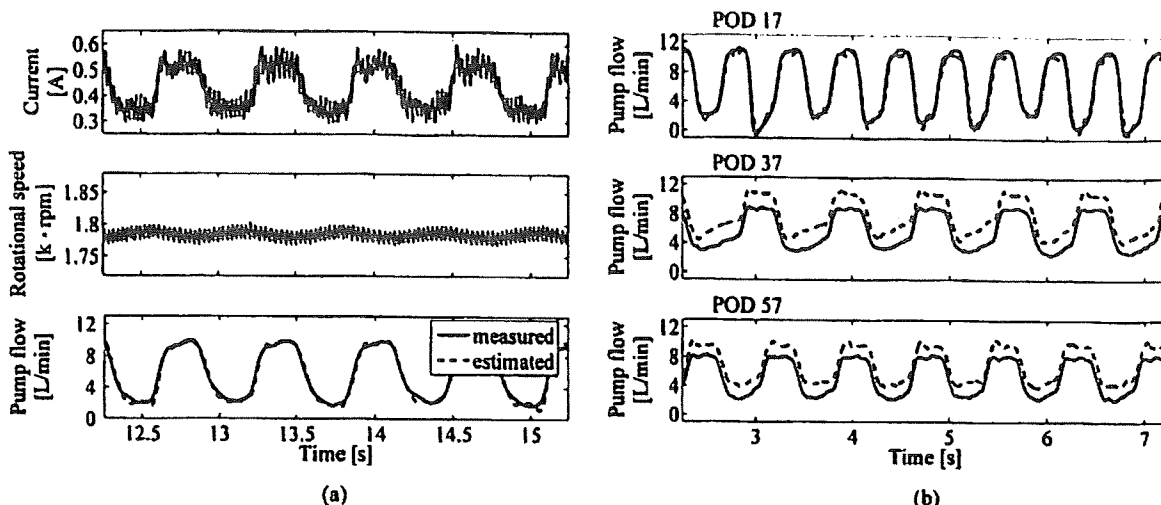 0.6
0.5
0.4
0.3
Current
[A]
1.85
1.8
1.75
Rotational speed
[k·rpm]
12
8
4
0
Pump flow
[L/min]
measured
estimated
12.5
13
13.5
14
14.5
15
Time [s]
(a)
POD 17
12
8
4
0
Pump flow
[L/min]
POD 37
12
8
4
0
Pump flow
[L/min]
POD 57
12
8
4
0
Pump flow
[L/min]
3
4
5
6
7
Time [s]
(b)